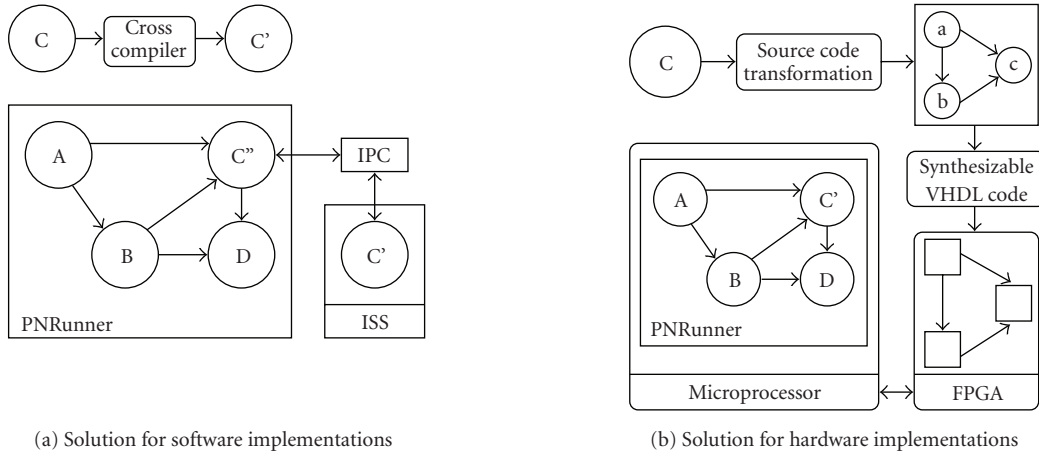 C
Cross
compiler
C’
A
C”
B
D
PNRunner
IPC
C’
ISS
(a) Solution for software implementations
C
Source code
transformation
a
b
c
Synthesizable
VHDL code
A
C’
B
D
PNRunner
Microprocessor
FPGA
(b) Solution for hardware implementations